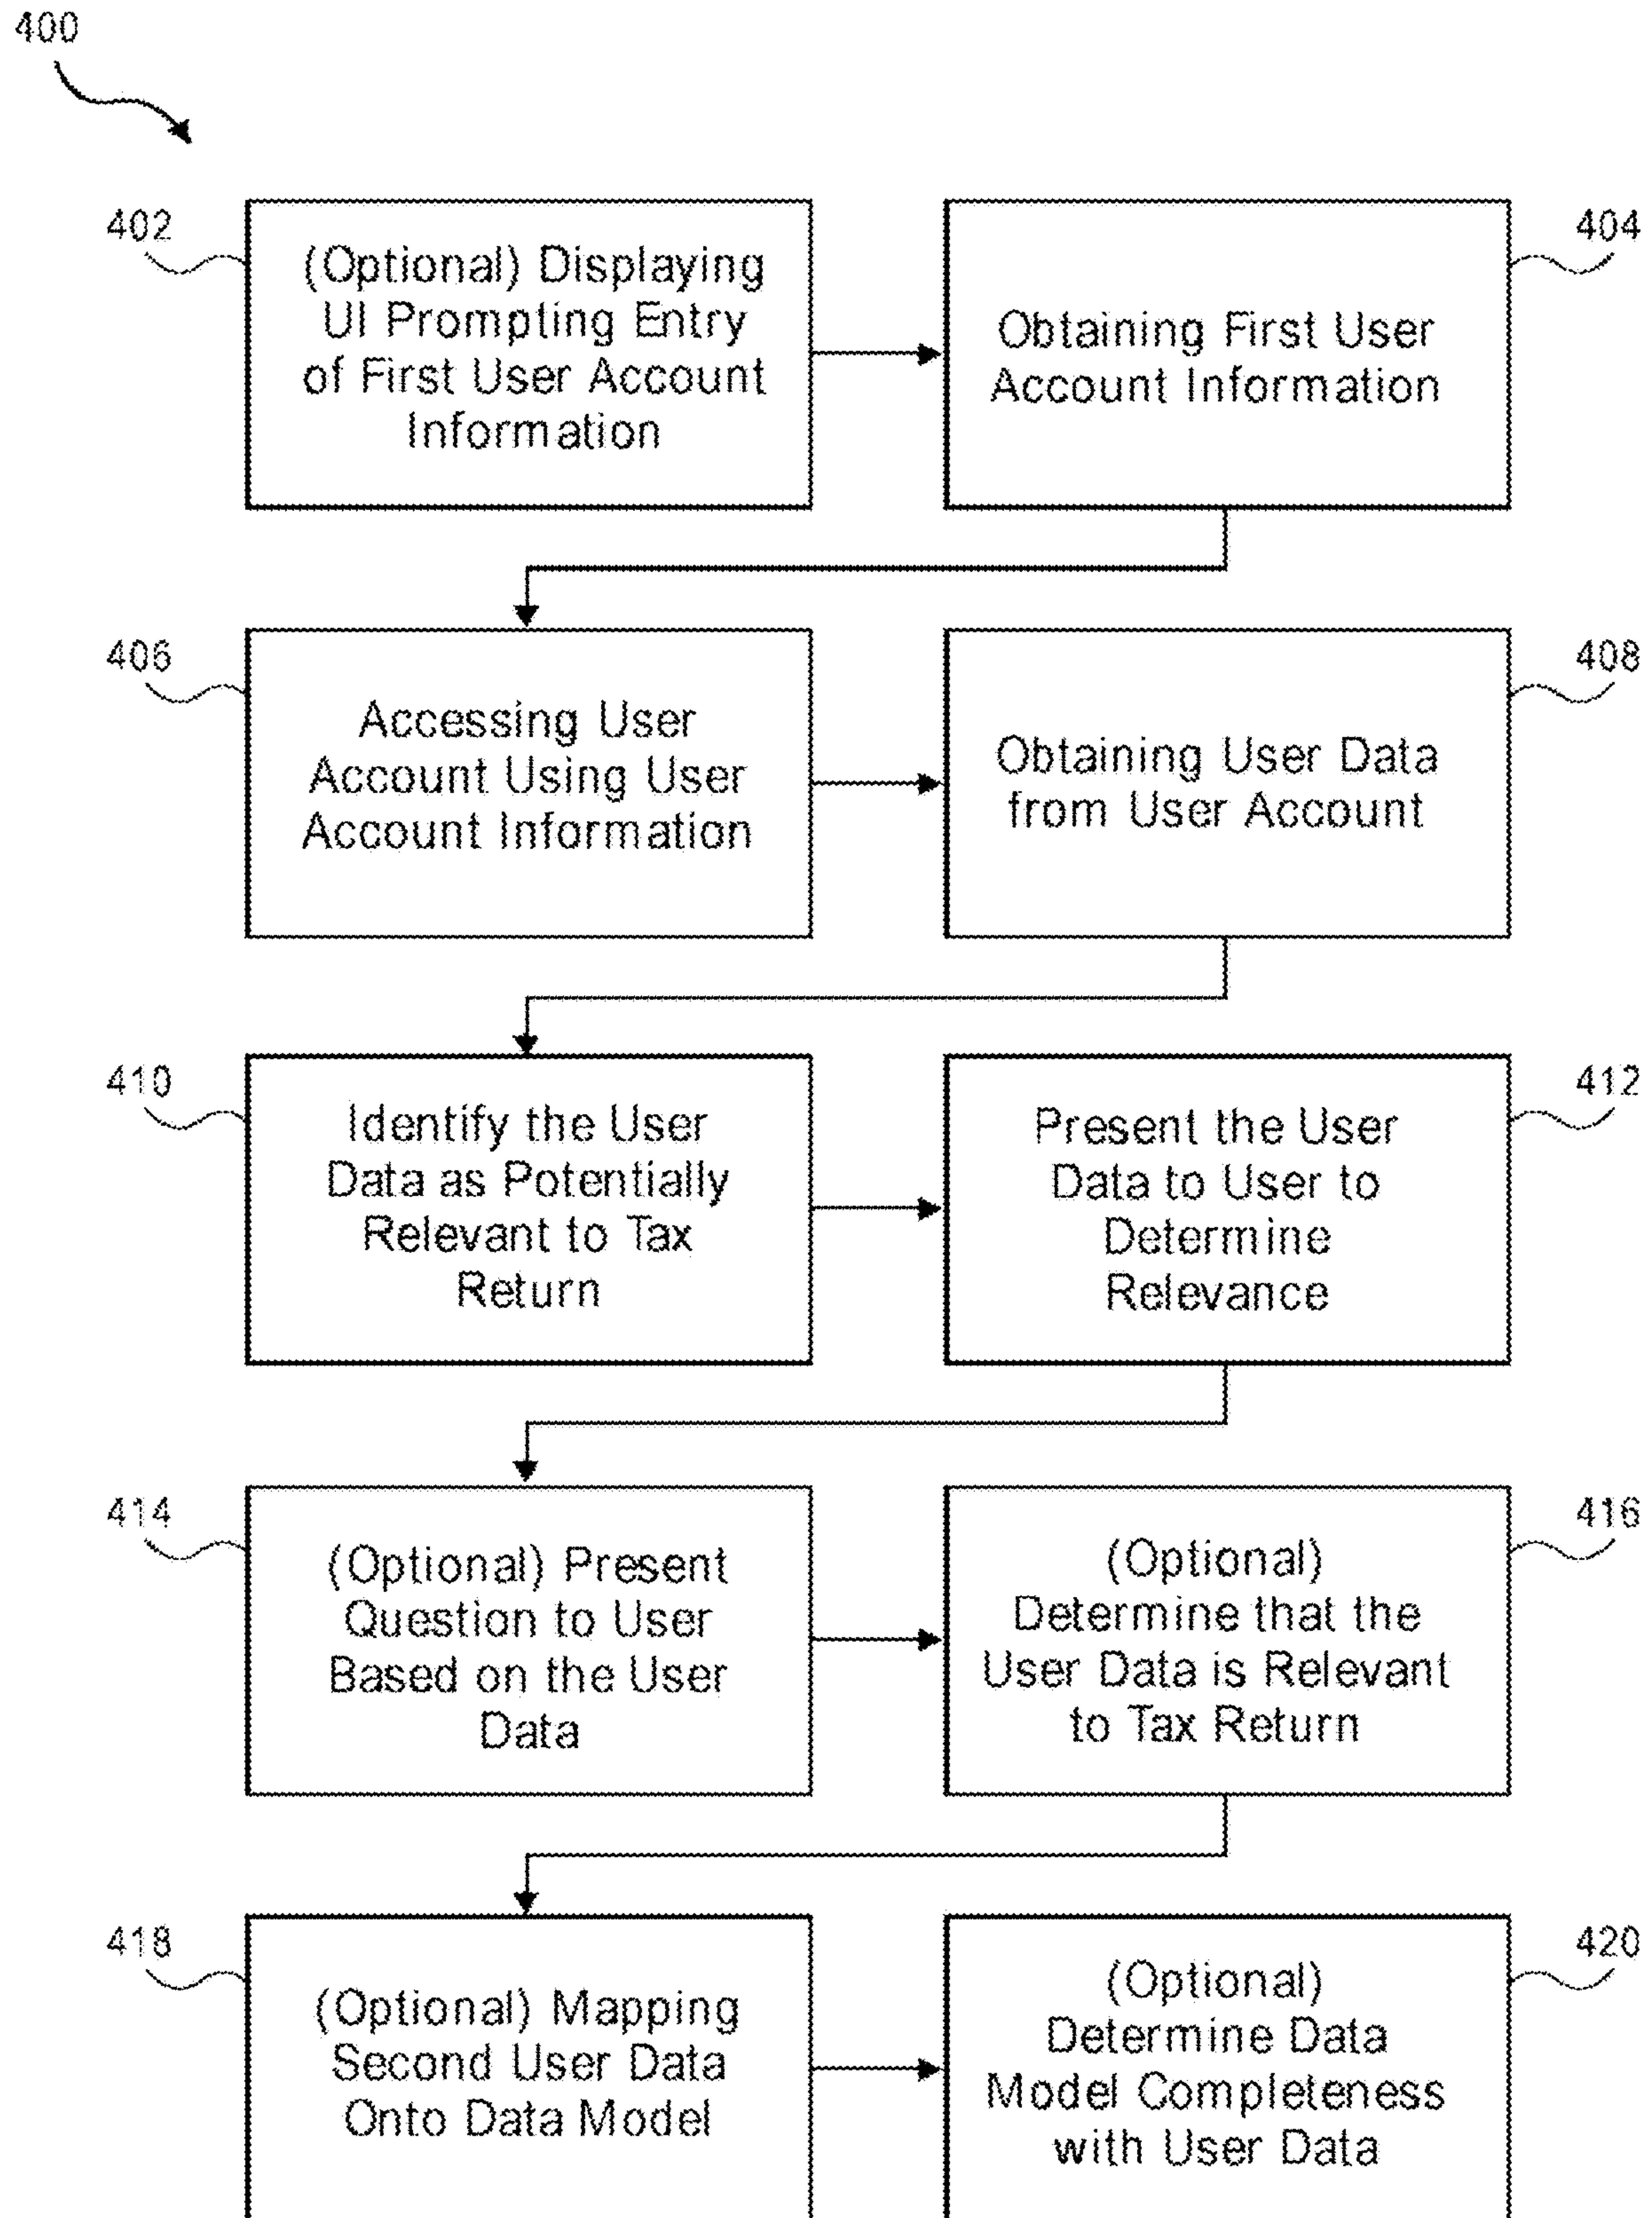 400
402
(Optional) Displaying
UI Prompting Entry
of First User Account
Information
404
Obtaining First User
Account Information
406
Accessing User
Account Using User
Account Information
408
Obtaining User Data
from User Account
410
Identify the User
Data as Potentially
Relevant to Tax
Return
412
Present the User
Data to User to
Determine
Relevance
414
(Optional) Present
Question to User
Based on the User
Data
416
(Optional)
Determine that the
User Data is Relevant
to Tax Return
418
(Optional) Mapping
Second User Data
Onto Data Model
420
(Optional)
Determine Data
Model Completeness
with User Data